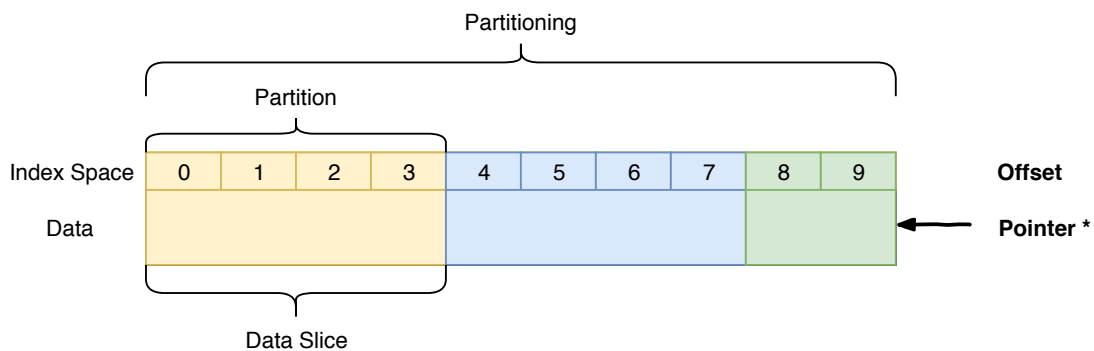 Partitioning
Partition
Index Space 0 1 2 3 4 5 6 7 8 9 Offset
Data Pointer *
Data Slice